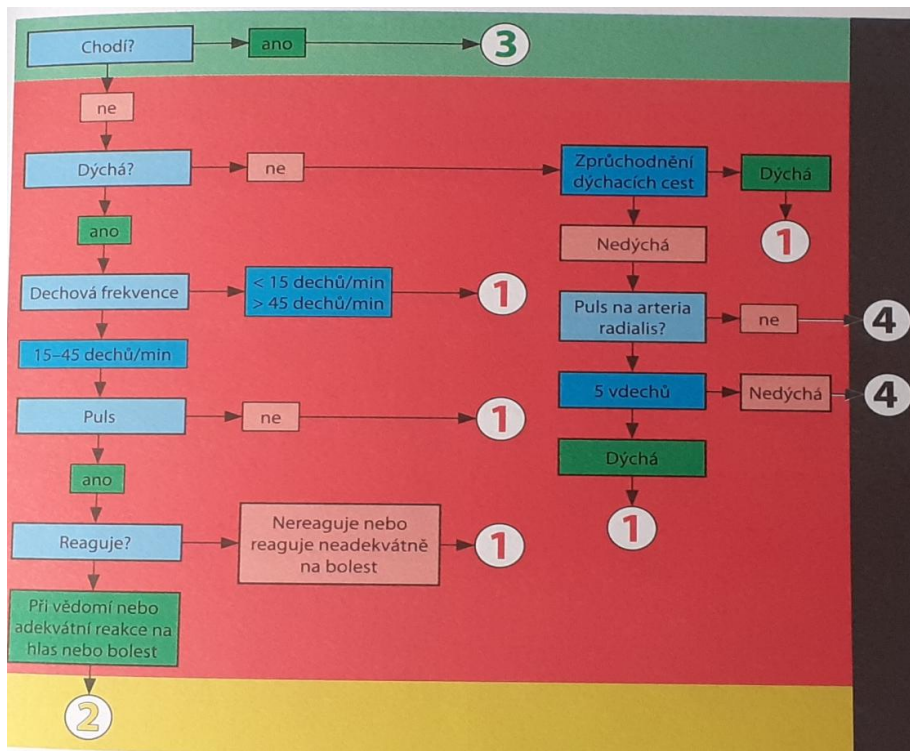 Chodí?
ano
3
ne
Dýchá?
ne
Zprůchodnění
dýchacích cest
Dýchá
1
ano
Nedýchá
Dechová frekvence
< 15 dechů/min
> 45 dechů/min
1
Puls na arteria
radialis?
ne
4
15–45 dechů/min
5 vdechů
Nedýchá
4
Puls
ne
1
Dýchá
1
ano
Reaguje?
Nereaguje nebo
reaguje neadekvátně
na bolest
1
Při vědomí nebo
adekvátní reakce na
hlas nebo bolest
2